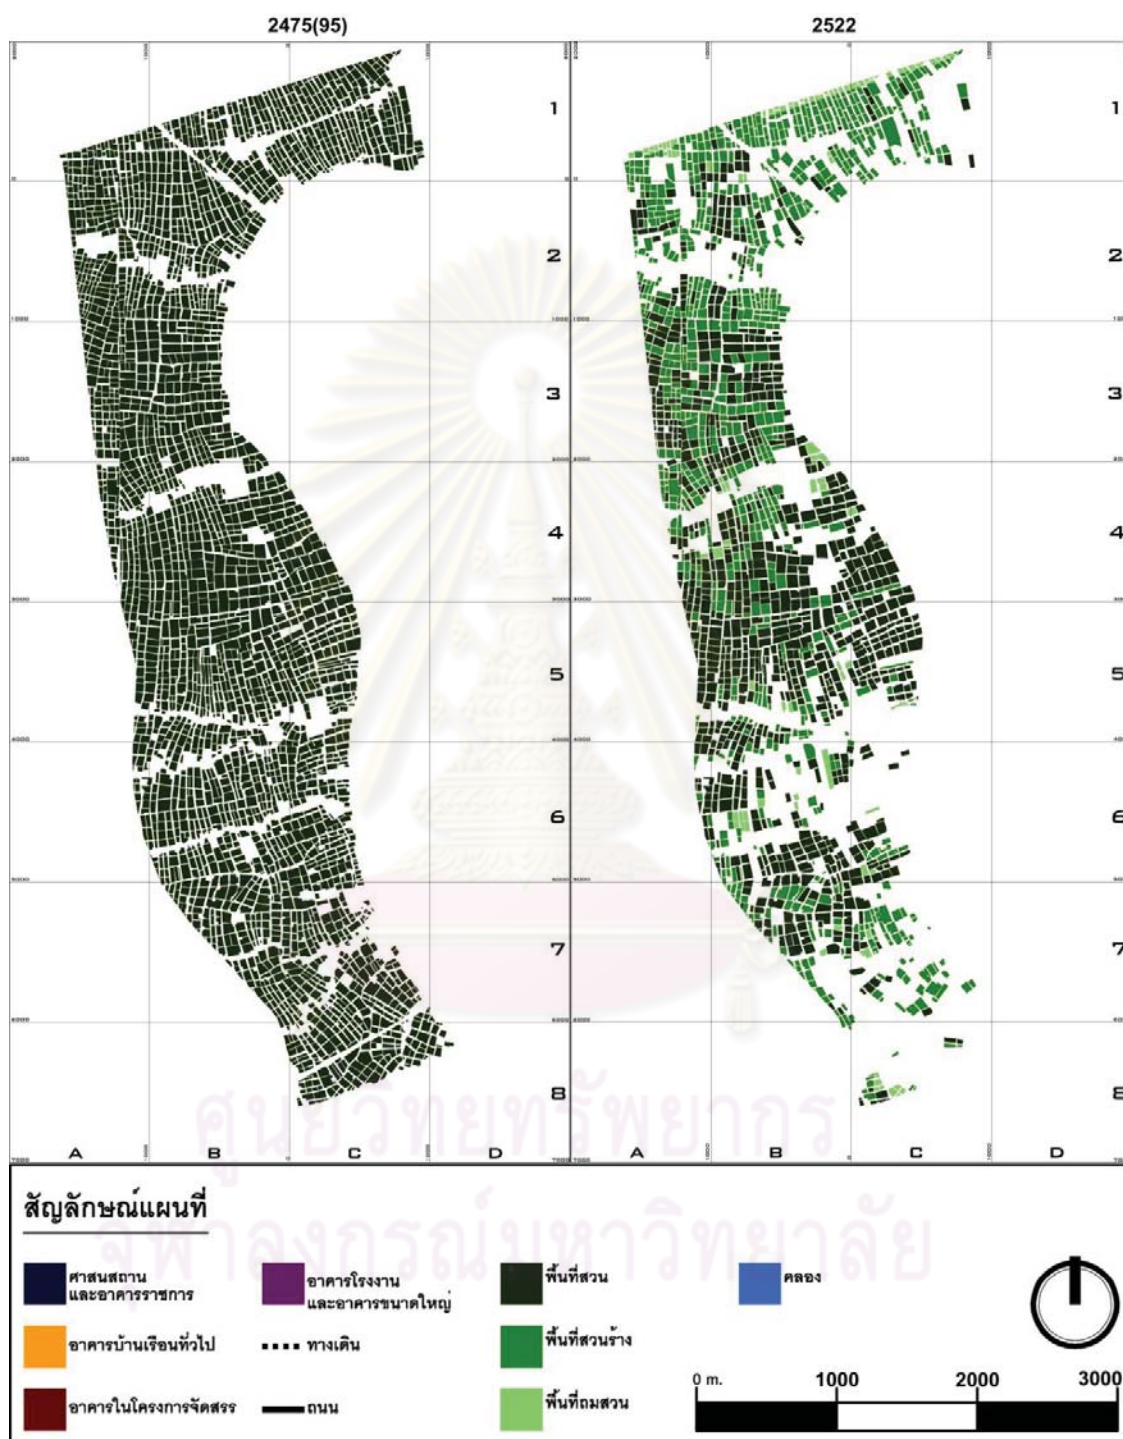 2475(95) 2522
1 1
2 2
3 3
4 4
5 5
6 6
7 7
8 8
A B C D A B C D
ศูนย์วิทยทรัพยากร
จุฬาลงกรณ์มหาวิทยาลัย
สัญลักษณ์แผนที่
ศาสนสถาน
และอาคารราชการ
อาคารบ้านเรือนทั่วไป
อาคารในโครงการจัดสรร
อาคารโรงงาน
และอาคารขนาดใหญ่
ทางเดิน
ถนน
พื้นที่สวน
พื้นที่สวนร้าง
พื้นที่ถมสวน
คลอง
0 m. 1000 2000 3000